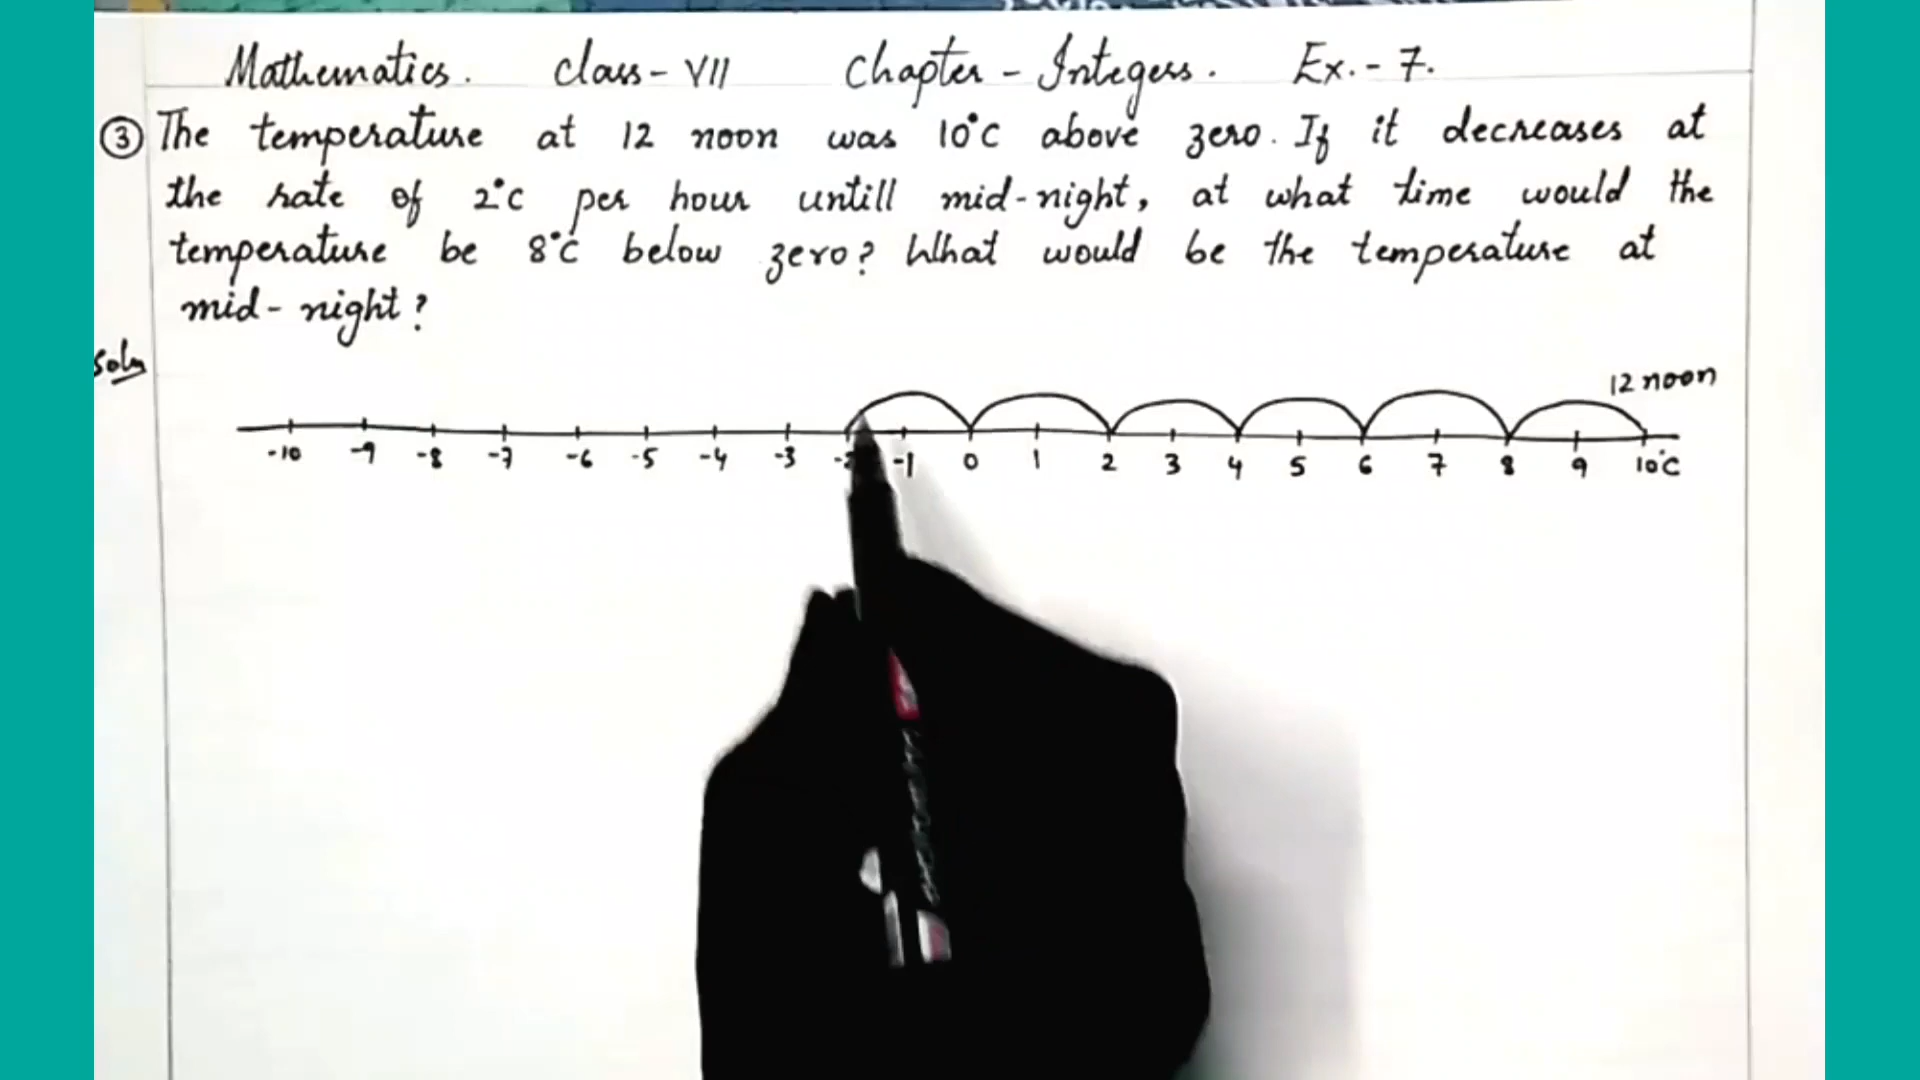 Mathematics. Class-VII Chapter - Integers. Ex.- 7.
③ The temperature at 12 noon was 10°C above zero. If it decreases at
the rate of 2°C per hour untill mid-night, at what time would the
temperature be 8°C below zero? What would be the temperature at
mid-night?
Soln
12 noon
-10 -9 -8 -7 -6 -5 -4 -3 -1 0 1 2 3 4 5 6 7 8 9 10°C